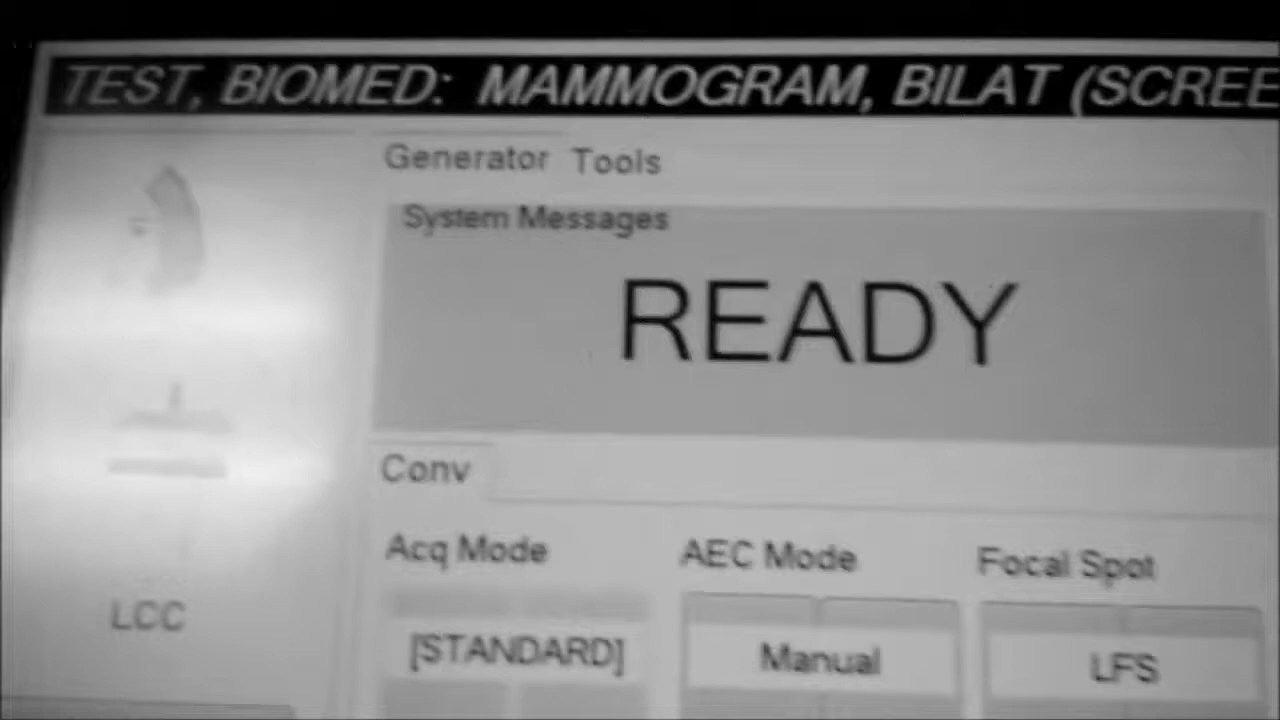 TEST, BIOMED: MAMMOGRAM, BILAT (SCREE
Generator Tools
System Messages
READY
Conv
Acq Mode AEC Mode Focal Spot
[STANDARD] Manual LFS
LCC